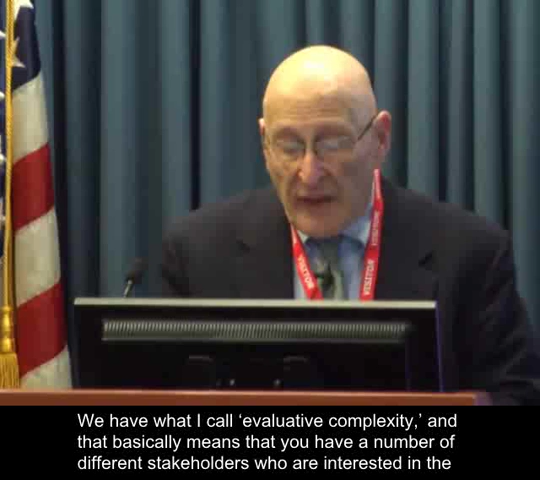 VISITOR
VISITOR
We have what I call ‘evaluative complexity,’ and
that basically means that you have a number of
different stakeholders who are interested in the